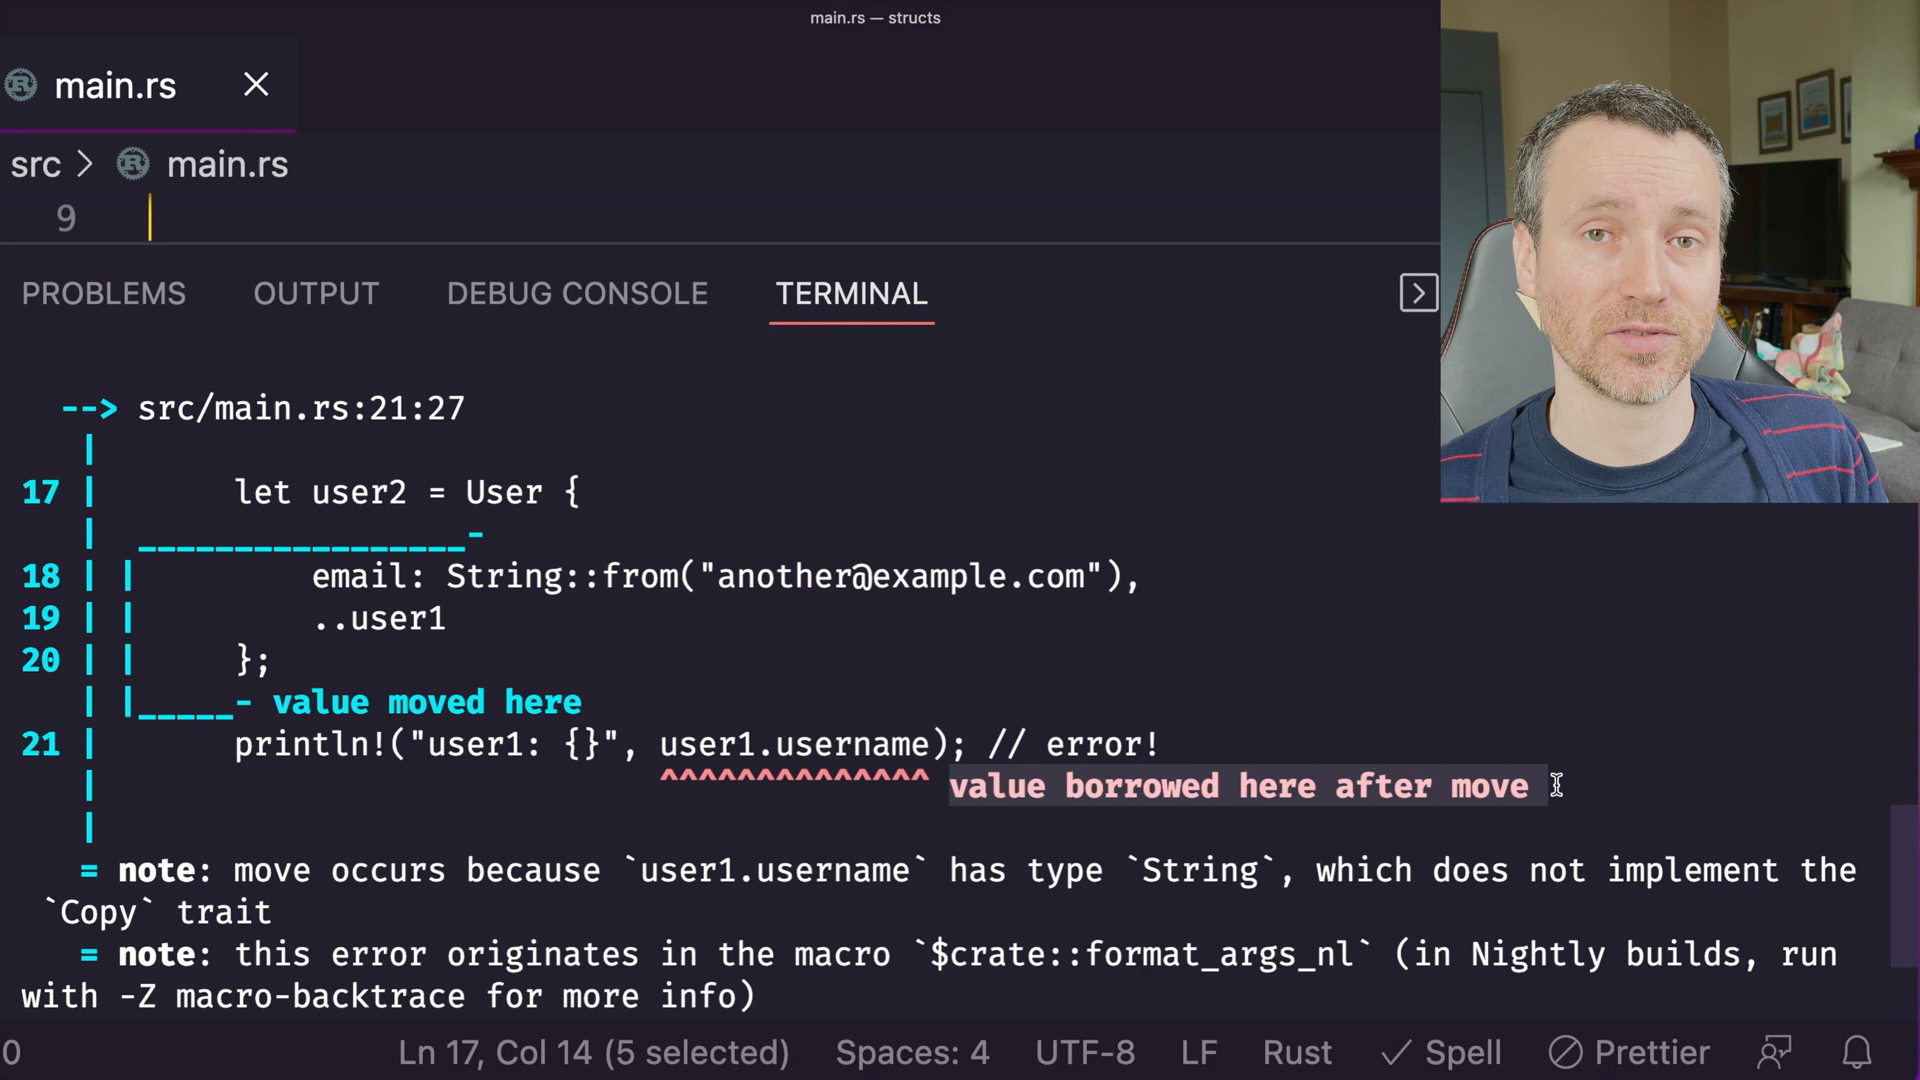 main.rs — structs
main.rs
src > main.rs
9
PROBLEMS OUTPUT DEBUG CONSOLE TERMINAL
--> src/main.rs:21:27
|
17 | let user2 = User {
| _________________-
18 | | email: String::from("another@example.com"),
19 | | ..user1
20 | | };
| |_____- value moved here
21 | println!("user1: {}", user1.username); // error!
| ^^^^^^^^^^^^^^ value borrowed here after move
|
= note: move occurs because `user1.username` has type `String`, which does not implement the
`Copy` trait
= note: this error originates in the macro `$crate::format_args_nl` (in Nightly builds, run
with -Z macro-backtrace for more info)
0 Ln 17, Col 14 (5 selected) Spaces: 4 UTF-8 LF Rust Spell Prettier